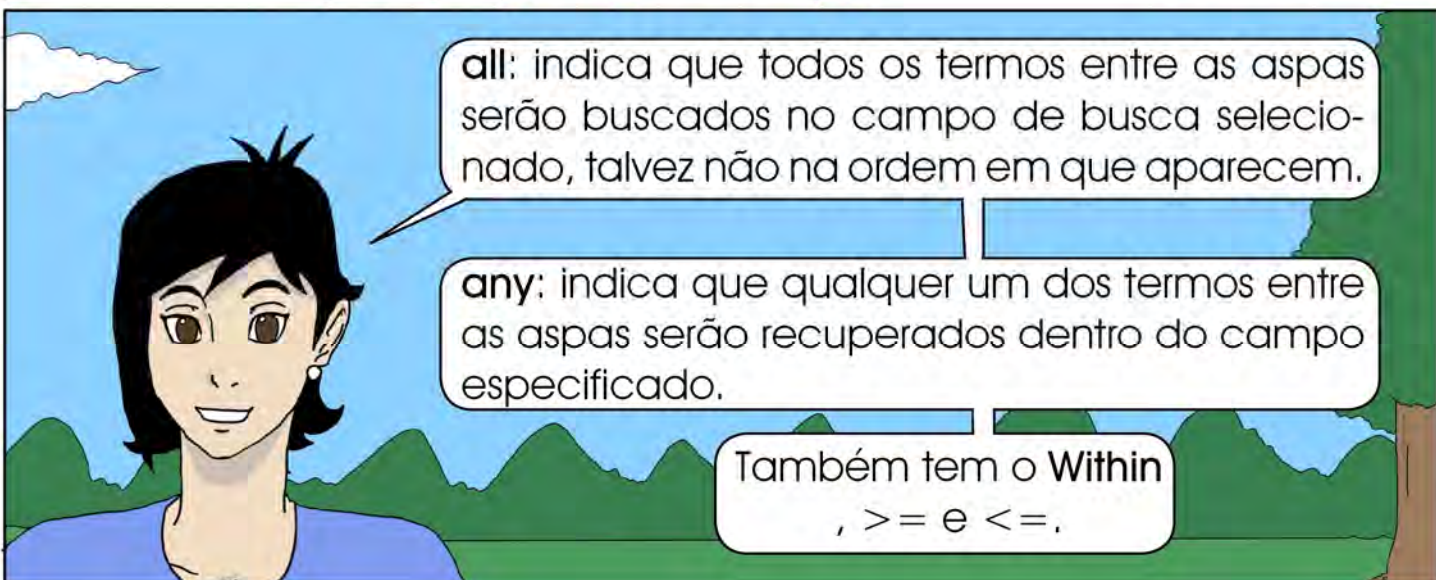 all: indica que todos os termos entre as aspas
serão buscados no campo de busca selecio-
nado, talvez não na ordem em que aparecem.
any: indica que qualquer um dos termos entre
as aspas serão recuperados dentro do campo
especificado.
Também tem o Within
, >= e <=.